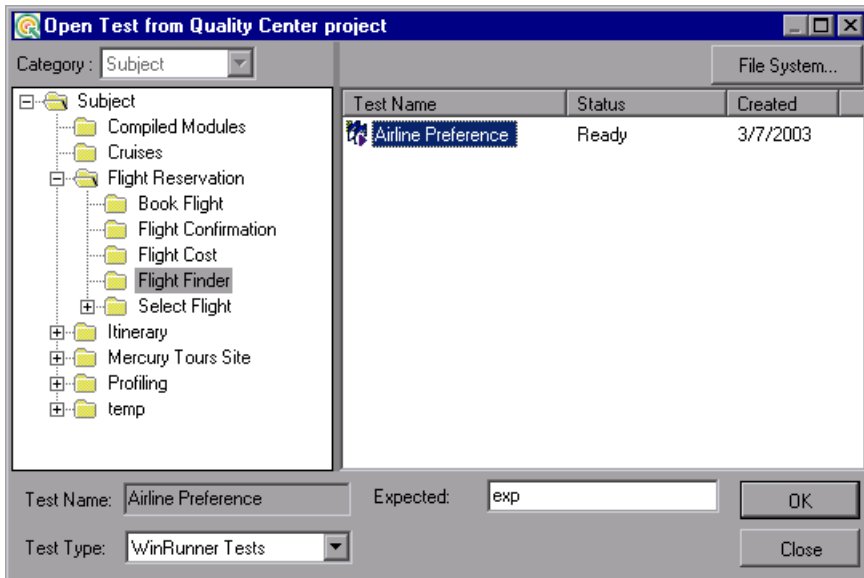 Open Test from Quality Center project
Category : Subject
File System...
Subject
Compiled Modules
Cruises
Flight Reservation
Book Flight
Flight Confirmation
Flight Cost
Flight Finder
Select Flight
Itinerary
Mercury Tours Site
Profiling
temp
Test Name Status Created
Airline Preference Ready 3/7/2003
Test Name: Airline Preference
Expected: exp
OK
Test Type: WinRunner Tests
Close